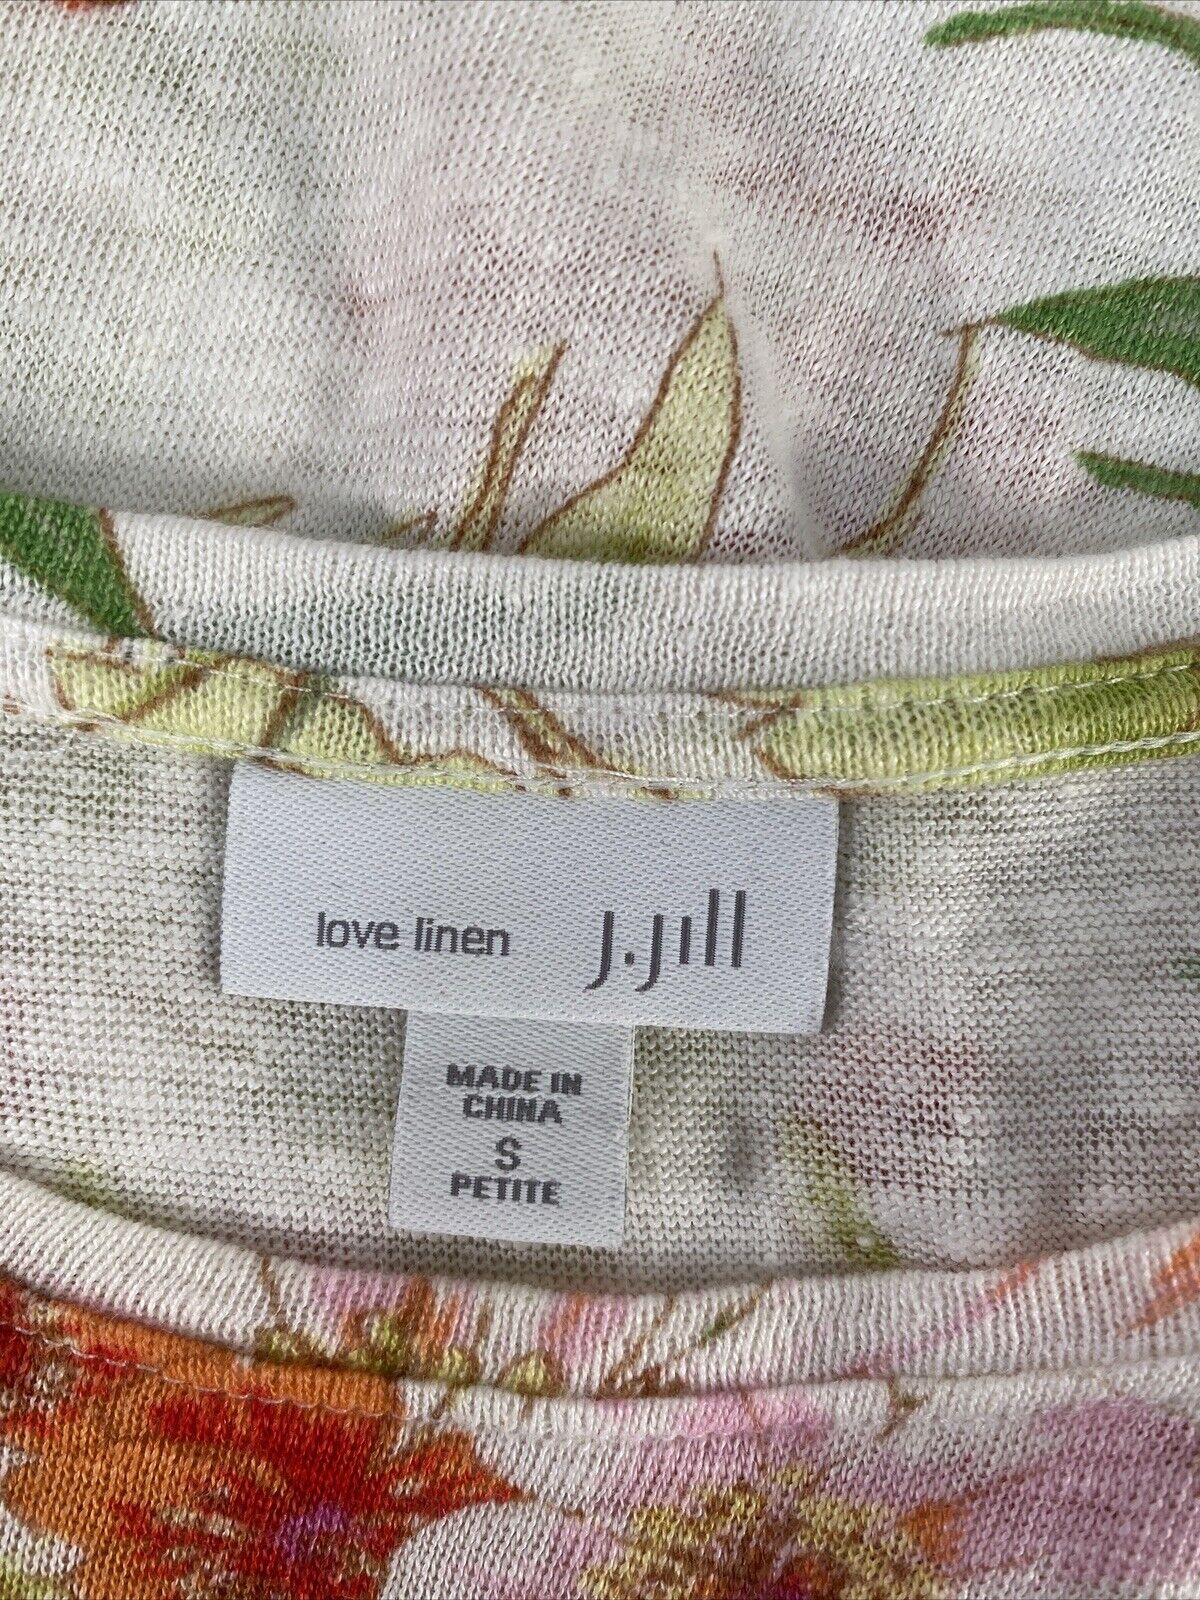 love linen J.Jill
MADE IN
CHINA
S
PETITE